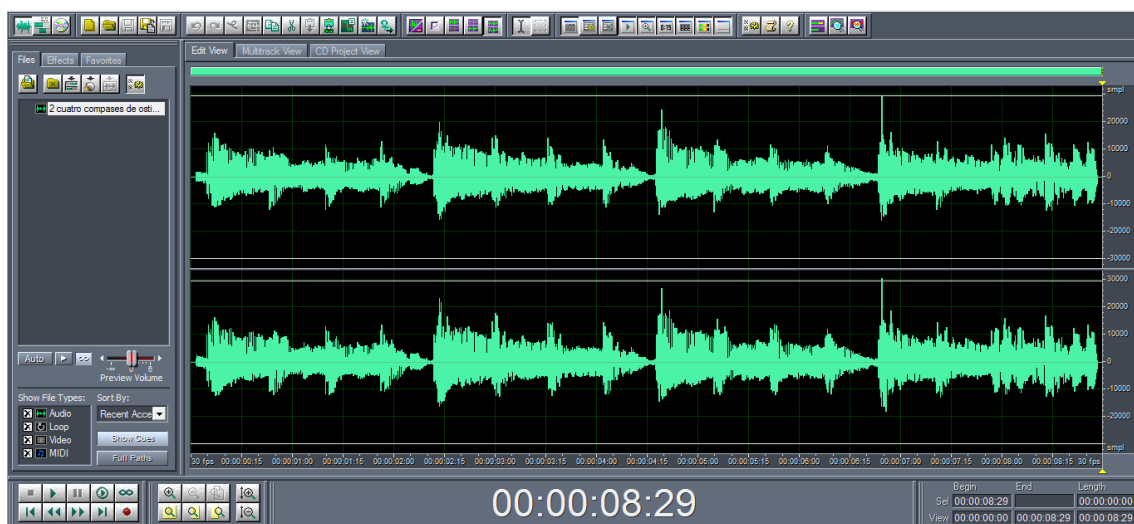 Edit View Multitrack View CD Project View
Files Effects Favorites
2 cuatro compases de osti...
smpl
20000
10000
0
-10000
-20000
-30000
30000
20000
10000
0
-10000
-20000
smpl
Auto
-∞ 0 6
Preview Volume
Show File Types: Sort By:
Audio
Loop
Video
MIDI
Recent Acce
Show Cues
Full Paths
30 fps 00:00:00:15 00:00:01:00 00:00:01:15 00:00:02:00 00:00:02:15 00:00:03:00 00:00:03:15 00:00:04:00 00:00:04:15 00:00:05:00 00:00:05:15 00:00:06:00 00:00:06:15 00:00:07:00 00:00:07:15 00:00:08:00 00:00:08:15 30 fps
00:00:08:29
Begin End Length
Sel 00:00:08:29 00:00:00:00
View 00:00:00:00 00:00:08:29 00:00:08:29